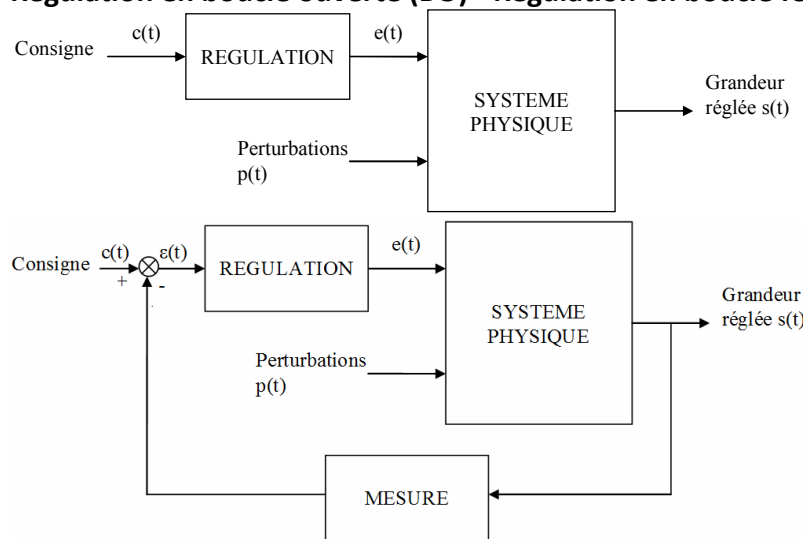 Régulation en boucle ouverte (BO) - Régulation en boucle
c(t)
e(t)
Consigne
REGULATION
SYSTEME
PHYSIQUE
Grandeur
réglée s(t)
Perturbations
p(t)
c(t)
ε(t)
e(t)
Consigne
+
-
REGULATION
SYSTEME
PHYSIQUE
Grandeur
réglée s(t)
Perturbations
p(t)
MESURE